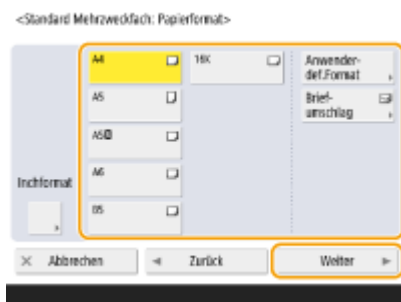 <Standard Mehrzweckfach: Papierformat>
A4
16K
Anwender-
def.Format
A5
Brief-
umschlag
A5R
A6
Inchformat
B5
Abbrechen
Zurück
Weiter